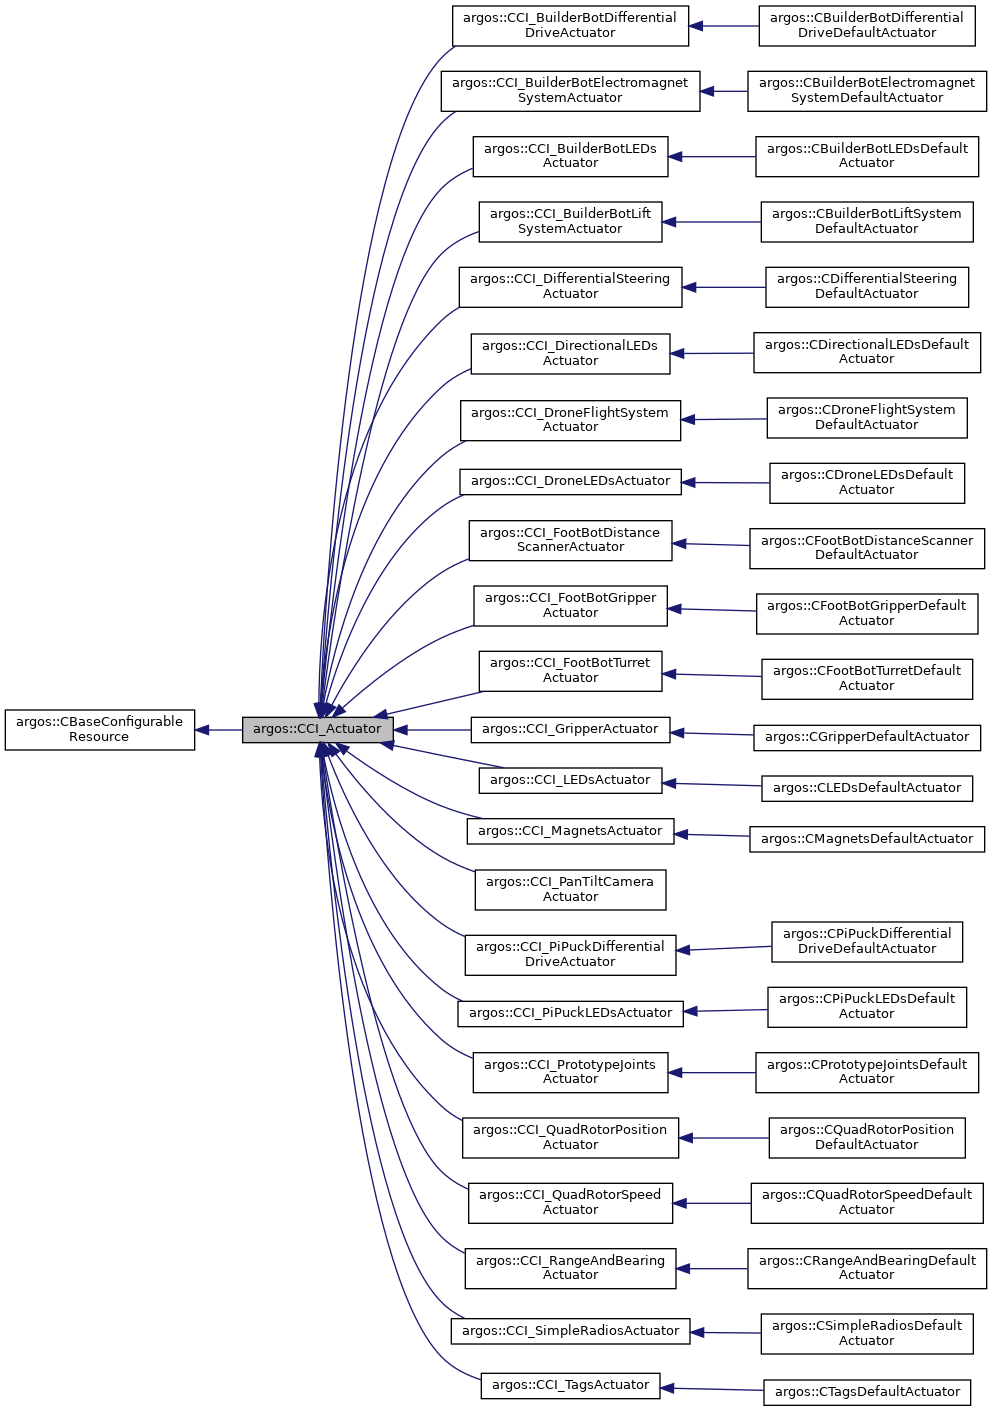 argos::CCI_BuilderBotDifferential
DriveActuator
argos::CBuilderBotDifferential
DriveDefaultActuator
argos::CCI_BuilderBotElectromagnet
SystemActuator
argos::CBuilderBotElectromagnet
SystemDefaultActuator
argos::CCI_BuilderBotLEDs
Actuator
argos::CBuilderBotLEDsDefault
Actuator
argos::CCI_BuilderBotLift
SystemActuator
argos::CBuilderBotLiftSystem
DefaultActuator
argos::CCI_DifferentialSteering
Actuator
argos::CDifferentialSteering
DefaultActuator
argos::CCI_DirectionalLEDs
Actuator
argos::CDirectionalLEDsDefault
Actuator
argos::CCI_DroneFlightSystem
Actuator
argos::CDroneFlightSystem
DefaultActuator
argos::CCI_DroneLEDsActuator
argos::CDroneLEDsDefault
Actuator
argos::CCI_FootBotDistance
ScannerActuator
argos::CFootBotDistanceScanner
DefaultActuator
argos::CCI_FootBotGripper
Actuator
argos::CFootBotGripperDefault
Actuator
argos::CCI_FootBotTurret
Actuator
argos::CFootBotTurretDefault
Actuator
argos::CBaseConfigurable
Resource
argos::CCI_Actuator
argos::CCI_GripperActuator
argos::CGripperDefaultActuator
argos::CCI_LEDsActuator
argos::CLEDsDefaultActuator
argos::CCI_MagnetsActuator
argos::CMagnetsDefaultActuator
argos::CCI_PanTiltCamera
Actuator
argos::CCI_PiPuckDifferential
DriveActuator
argos::CPiPuckDifferential
DriveDefaultActuator
argos::CCI_PiPuckLEDsActuator
argos::CPiPuckLEDsDefault
Actuator
argos::CCI_PrototypeJoints
Actuator
argos::CPrototypeJointsDefault
Actuator
argos::CCI_QuadRotorPosition
Actuator
argos::CQuadRotorPosition
DefaultActuator
argos::CCI_QuadRotorSpeed
Actuator
argos::CQuadRotorSpeedDefault
Actuator
argos::CCI_RangeAndBearing
Actuator
argos::CRangeAndBearingDefault
Actuator
argos::CCI_SimpleRadiosActuator
argos::CSimpleRadiosDefault
Actuator
argos::CCI_TagsActuator
argos::CTagsDefaultActuator